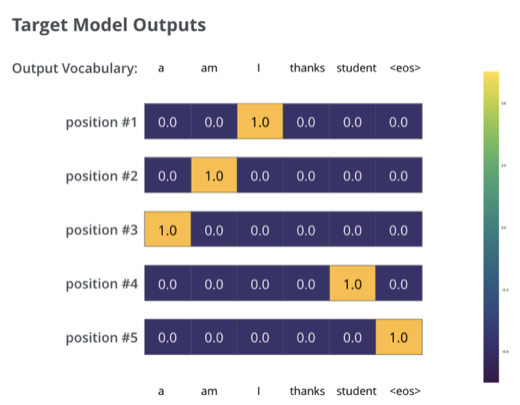 Target Model Outputs
Output Vocabulary: a am I thanks student <eos>
position #1 0.0 0.0 1.0 0.0 0.0 0.0
position #2 0.0 1.0 0.0 0.0 0.0 0.0
position #3 1.0 0.0 0.0 0.0 0.0 0.0
position #4 0.0 0.0 0.0 0.0 1.0 0.0
position #5 0.0 0.0 0.0 0.0 0.0 1.0
a am I thanks student <eos>